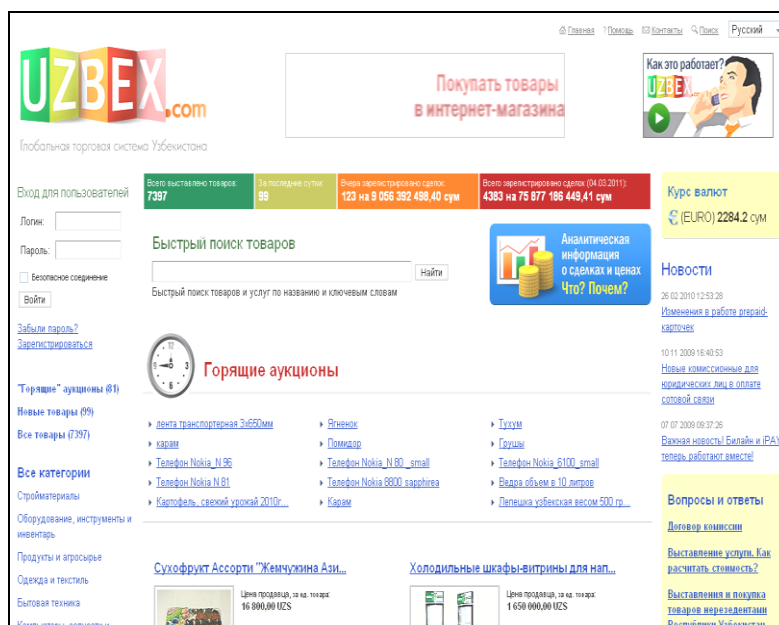 Главная ?Помощь Контакты Поиск Русский
UZBEX.com
Глобальная торговая система Узбекистана
Покупать товары
в интернет-магазина
Как это работает?
UZBEX
Вход для пользователей
Логин:
Пароль:
Безопасное соединение
Войти
Забыли пароль?
Зарегистрироваться
"Горящие" аукционы (81)
Новые товары (99)
Все товары (7397)
Все категории
Стройматериалы
Оборудование, инструменты и
инвентарь
Продукты и агросырье
Одежда и текстиль
Бытовая техника
Всего выставлено товаров:
7397
За последние сутки:
99
Вчера зарегистрировано сделок:
123 на 9 056 392 498,40 сум
Всего зарегистрировано сделок (04.03.2011):
4383 на 75 877 186 449,41 сум
Быстрый поиск товаров
Найти
Быстрый поиск товаров и услуг по названию и ключевым словам
Аналитическая
информация
о сделках и ценах
Что? Почем?
Горящие аукционы
лента транспортерная 3х650мм
карам
Телефон Nokia_N 96
Телефон Nokia N 81
Картофель, свежий урожай 2010г...
Ягненок
Помидор
Телефон Nokia_N 80 _small
Телефон Nokia 8800 sapphirea
Карам
Тухум
Грушы
Телефон Nokia_6100_small
Ведра объем в 10 литров
Лепешка узбекская весом 500 гр...
Сухофрукт Ассорти "Жемчужина Ази...
Цена продавца, за ед. товара:
16 800,00 UZS
Холодильные шкафы-витрины для нап...
Цена продавца, за ед. товара:
1 650 000,00 UZS
Курс валют
€ (EURO) 2284.2 сум
Новости
26 02 2010 12:53:28
Изменения в работе prepaid-
карточек
10 11 2009 16:40:53
Новые комиссионные для
юридических лиц в оплате
сотовой связи
07 07 2009 09:37:26
Важная новость! Билайн и iPAY
теперь работают вместе!
Вопросы и ответы
Договор комиссии
Выставление услуги. Как
расчитать стоимость?
Выставления и покупка
товаров нерезедентами
Республики Узбекистан